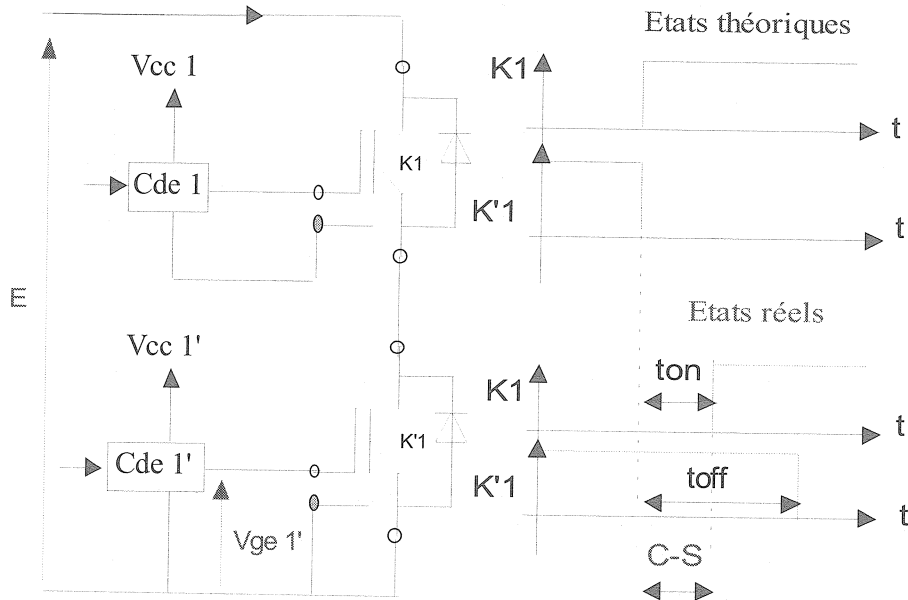 Etats théoriques
Vcc 1
K1
t
K1
Cde 1
K'1
t
E
Etats réels
Vcc 1'
ton
K1
t
K'1
Cde 1'
K'1
toff
t
Vge 1'
C-S